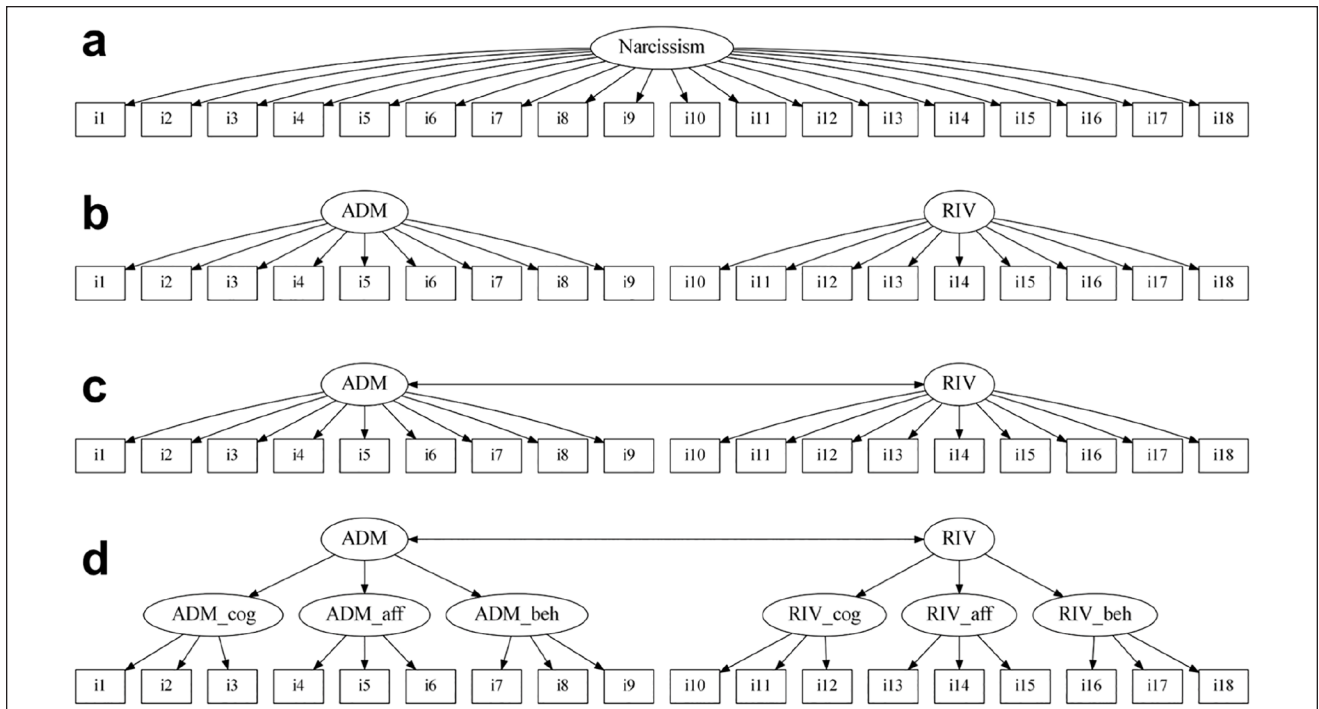 a
Narcissism
i1 i2 i3 i4 i5 i6 i7 i8 i9 i10 i11 i12 i13 i14 i15 i16 i17 i18
b
ADM RIV
i1 i2 i3 i4 i5 i6 i7 i8 i9 i10 i11 i12 i13 i14 i15 i16 i17 i18
c
ADM RIV
i1 i2 i3 i4 i5 i6 i7 i8 i9 i10 i11 i12 i13 i14 i15 i16 i17 i18
d
ADM RIV
ADM_cog ADM_aff ADM_beh RIV_cog RIV_aff RIV_beh
i1 i2 i3 i4 i5 i6 i7 i8 i9 i10 i11 i12 i13 i14 i15 i16 i17 i18